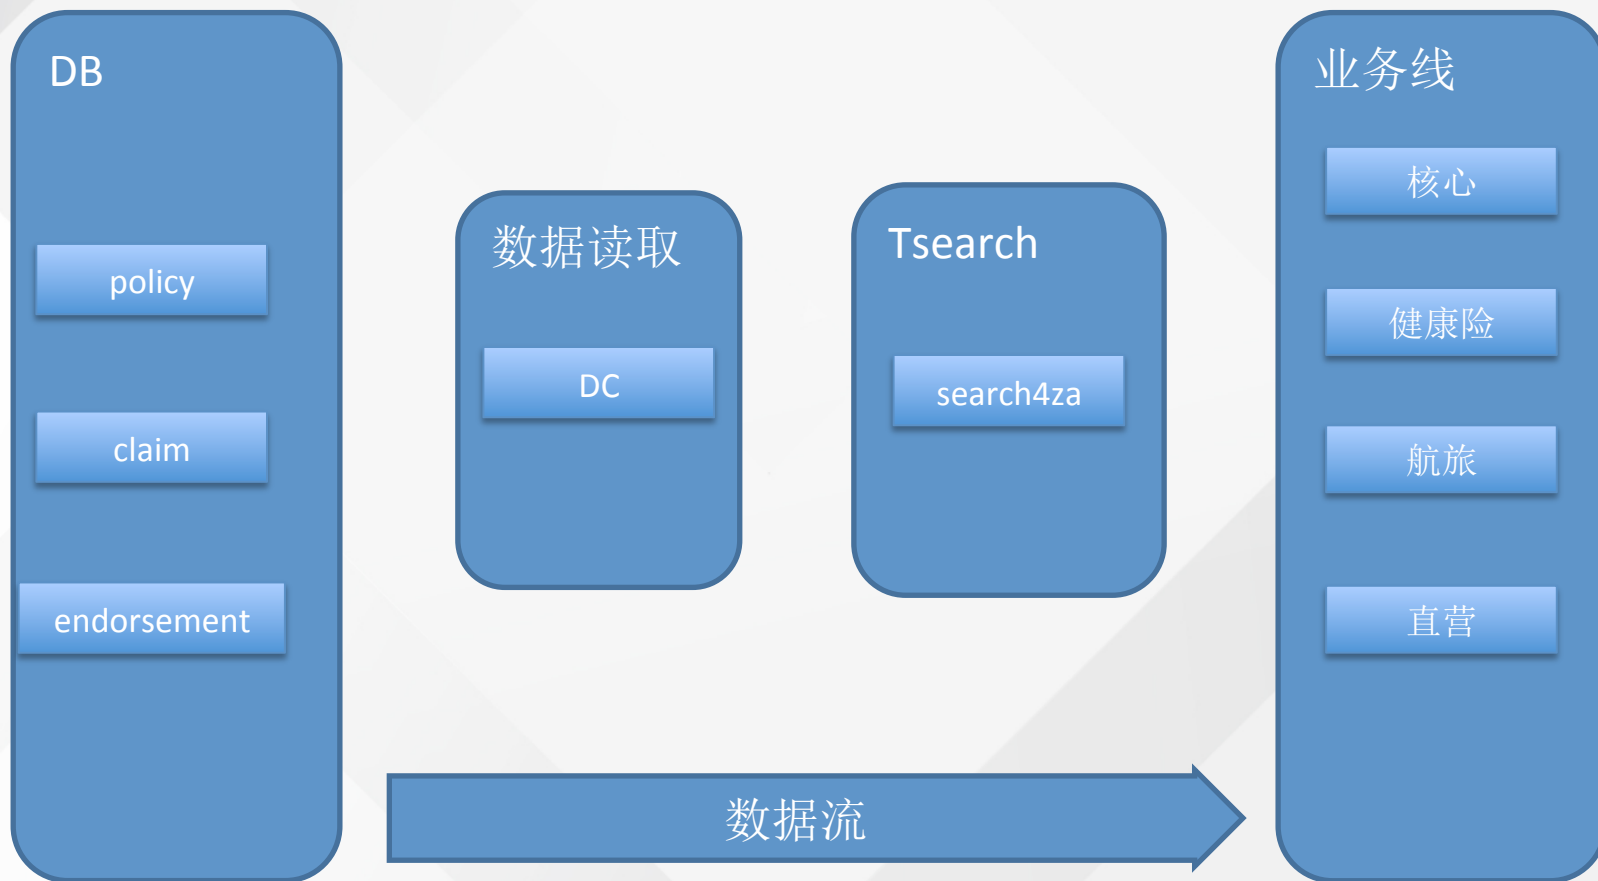 DB
policy
claim
endorsement
数据读取
DC
Tsearch
search4za
业务线
核心
健康险
航旅
直营
数据流